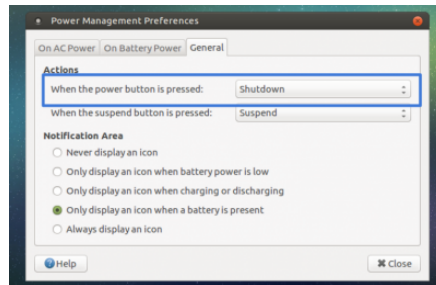 Power Management Preferences
On AC Power On Battery Power General
Actions
When the power button is pressed: Shutdown
When the suspend button is pressed: Suspend
Notification Area
Never display an icon
Only display an icon when battery power is low
Only display an icon when charging or discharging
Only display an icon when a battery is present
Always display an icon
Help Close